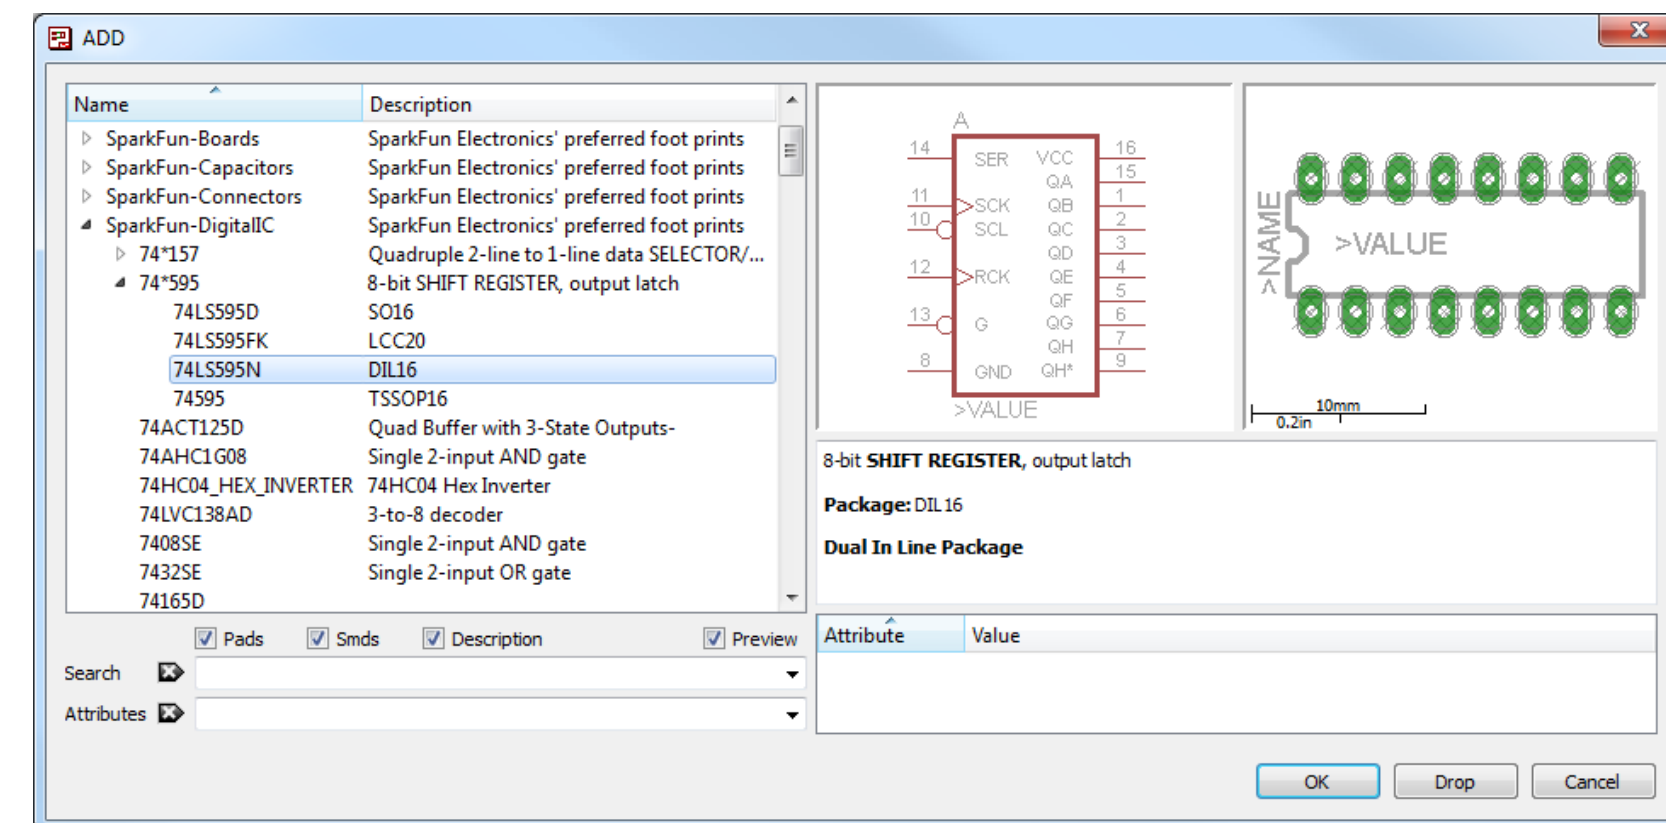 ADD
Name Description
SparkFun-Boards SparkFun Electronics' preferred foot prints
SparkFun-Capacitors SparkFun Electronics' preferred foot prints
SparkFun-Connectors SparkFun Electronics' preferred foot prints
SparkFun-DigitalIC SparkFun Electronics' preferred foot prints
74*157 Quadruple 2-line to 1-line data SELECTOR/...
74*595 8-bit SHIFT REGISTER, output latch
74LS595D SO16
74LS595FK LCC20
74LS595N DIL16
74595 TSSOP16
74ACT125D Quad Buffer with 3-State Outputs-
74AHC1G08 Single 2-input AND gate
74HC04_HEX_INVERTER 74HC04 Hex Inverter
74LVC138AD 3-to-8 decoder
7408SE Single 2-input AND gate
7432SE Single 2-input OR gate
74165D
Pads Smds Description Preview
Search
Attributes
A
14 SER VCC 16
QA 15
11 SCK QB 1
10 SCL QC 2
QD 3
12 RCK QE 4
QF 5
13 G QG 6
QH 7
8 GND QH* 9
>VALUE
>NAME
>VALUE
10mm
0.2in
8-bit SHIFT REGISTER, output latch
Package: DIL16
Dual In Line Package
Attribute Value
OK Drop Cancel